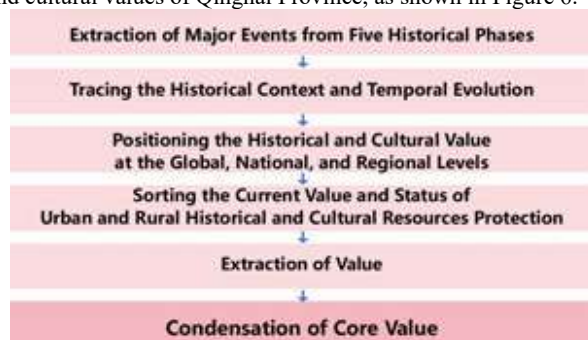 nd cultural values of Qinghai Province, as shown in Figure 6.
Extraction of Major Events from Five Historical Phases
Tracing the Historical Context and Temporal Evolution
Positioning the Historical and Cultural Value
at the Global, National, and Regional Levels
Sorting the Current Value and Status of
Urban and Rural Historical and Cultural Resources Protection
Extraction of Value
Condensation of Core Value